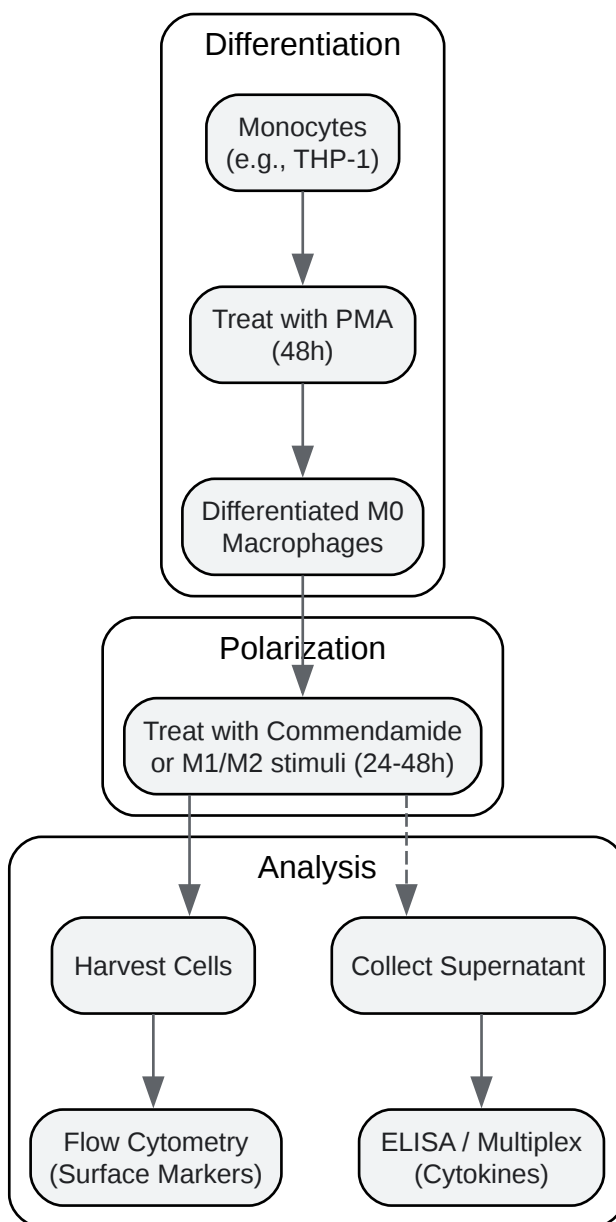 Differentiation
Monocytes
(e.g., THP-1)
Treat with PMA
(48h)
Differentiated M0
Macrophages
Polarization
Treat with Commendamide
or M1/M2 stimuli (24-48h)
Analysis
Harvest Cells
Collect Supernatant
Flow Cytometry
(Surface Markers)
ELISA / Multiplex
(Cytokines)